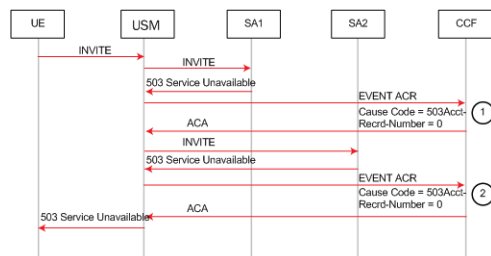 UE
USM
SA1
SA2
CCF
INVITE
INVITE
503 Service Unavailable
EVENT ACR
Cause Code = 503Acct-
Recrd-Number = 0
1
ACA
INVITE
503 Service Unavailable
EVENT ACR
Cause Code = 503Acct-
Recrd-Number = 0
2
ACA
503 Service Unavailable